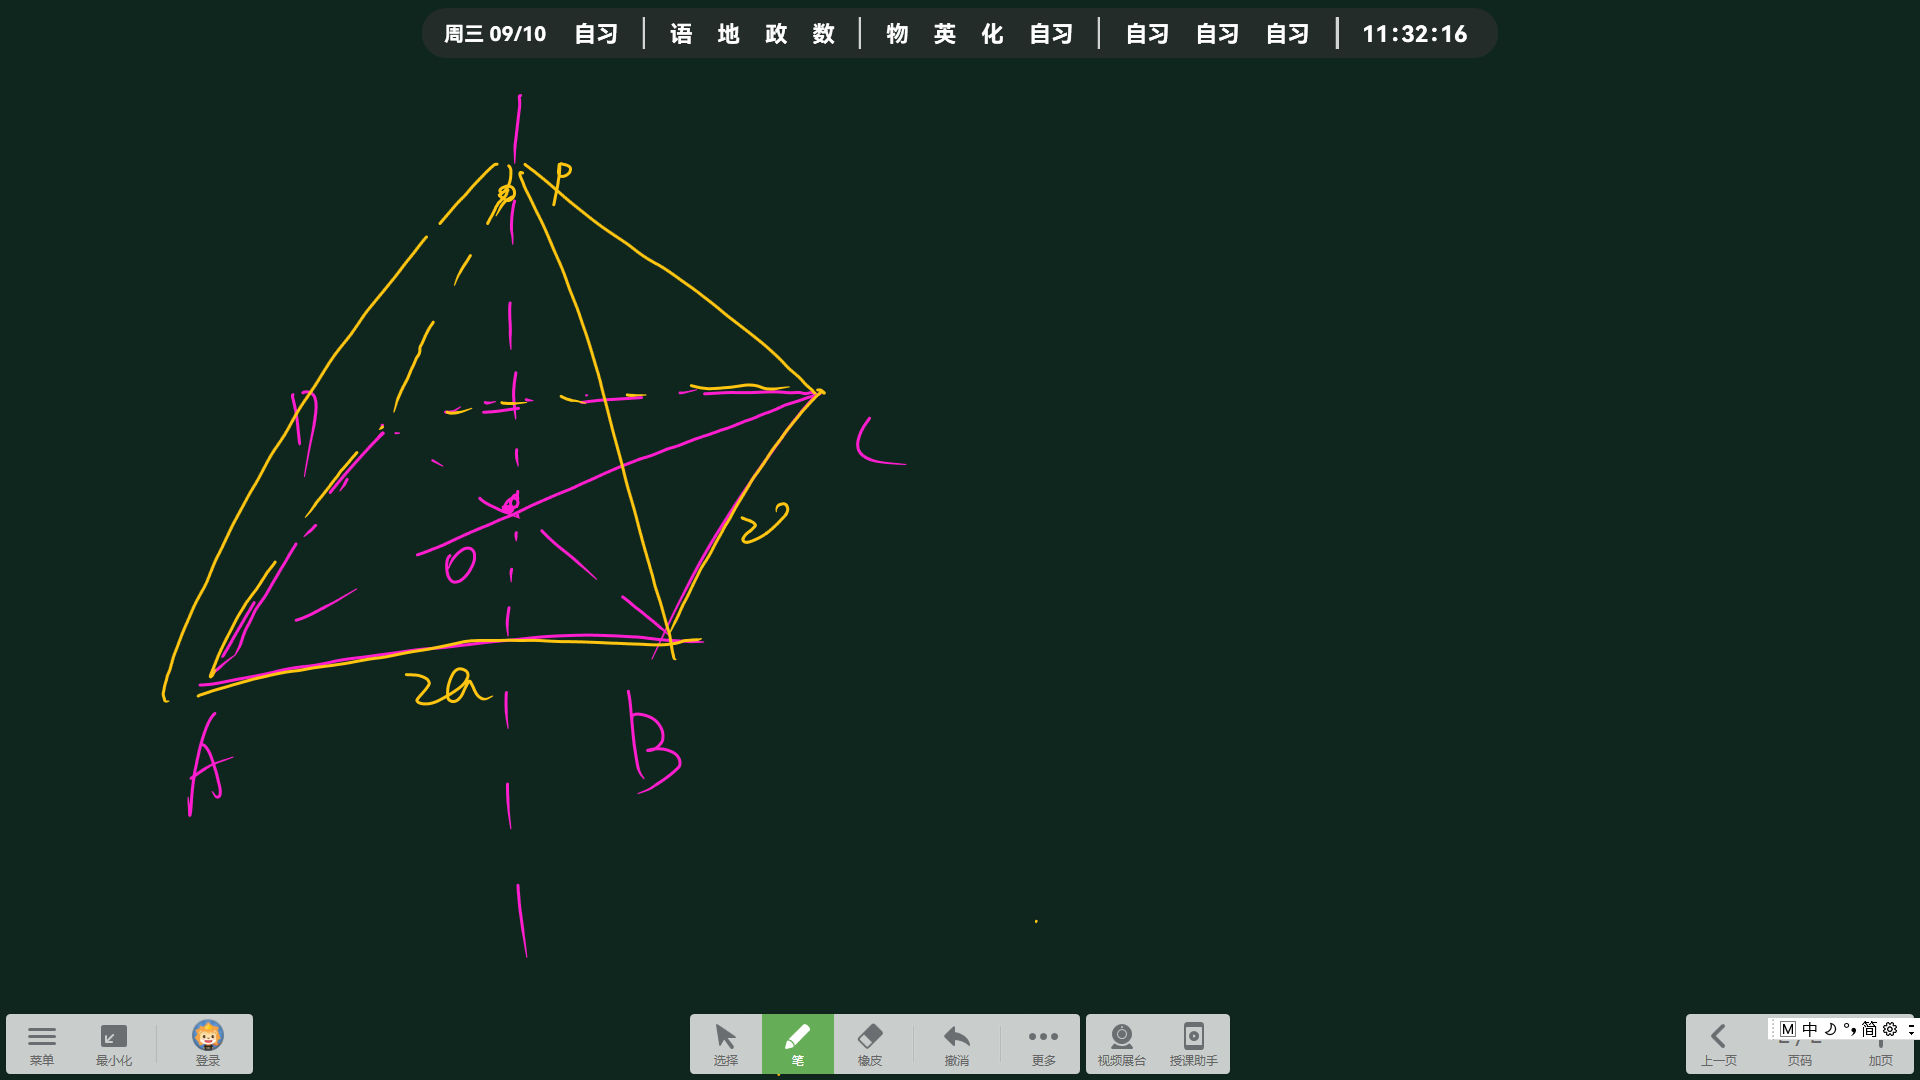 周三 09/10 自习 | 语 地 政 数 | 物 英 化 自习 | 自习 自习 自习 | 11:32:16
P
C
O
2a
A
B
菜单 最小化 登录 选择 笔 橡皮 撤消 更多 视频展台 授课助手 上一页 页码 加页
M 中 简